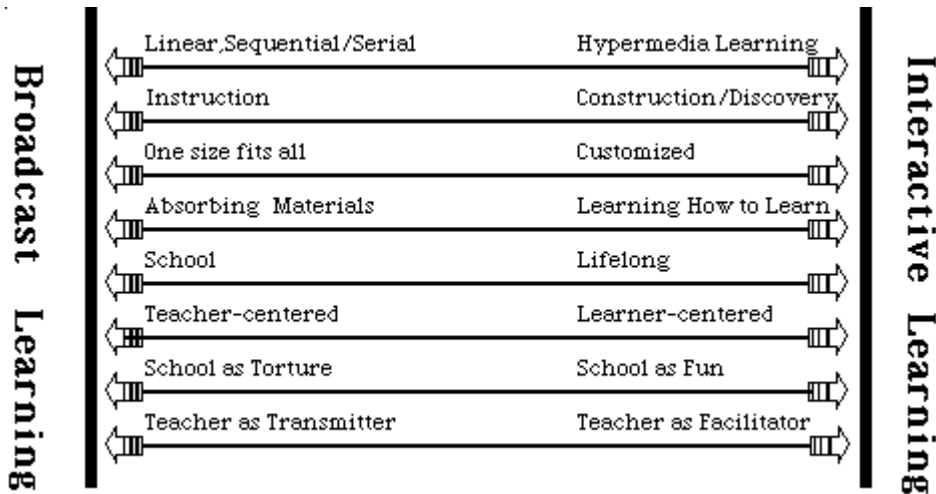 Broadcast Learning
Linear,Sequential/Serial Hypermedia Learning
Instruction Construction/Discovery
One size fits all Customized
Absorbing Materials Learning How to Learn
School Lifelong
Teacher-centered Learner-centered
School as Torture School as Fun
Teacher as Transmitter Teacher as Facilitator
Interactive Learning